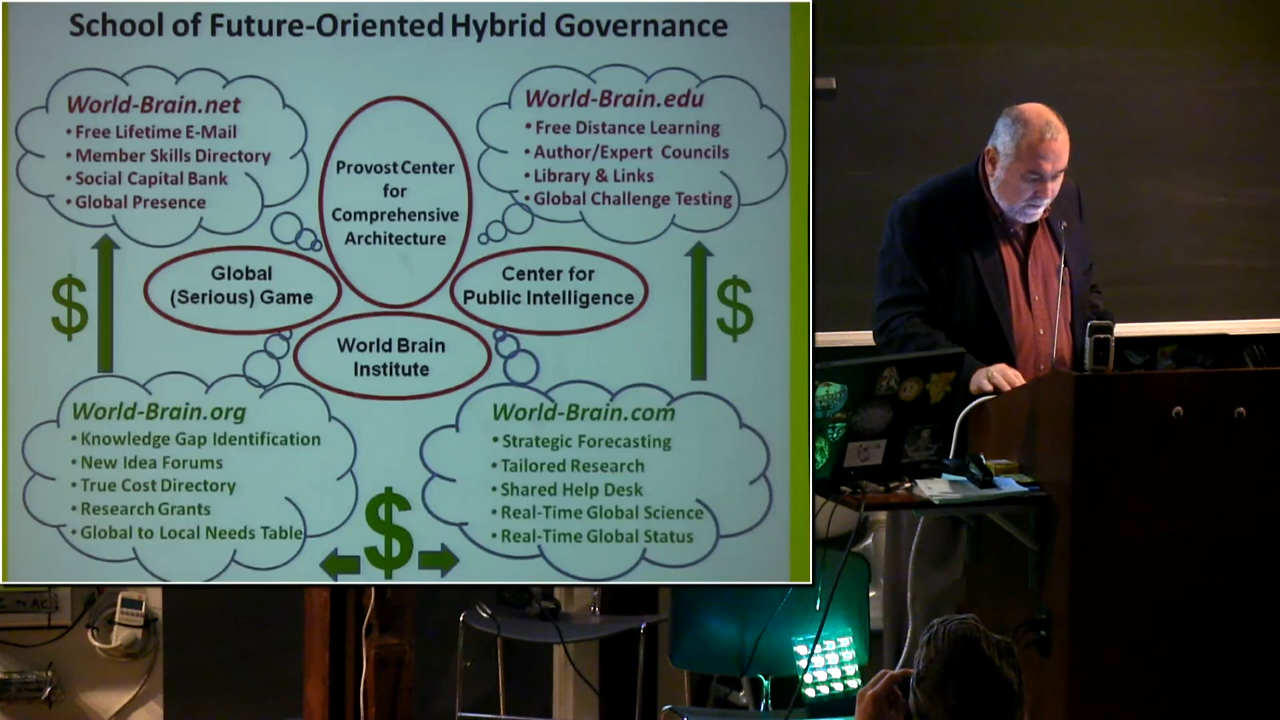 School of Future-Oriented Hybrid Governance
World-Brain.net
• Free Lifetime E-Mail
• Member Skills Directory
• Social Capital Bank
• Global Presence
World-Brain.edu
• Free Distance Learning
• Author/Expert Councils
• Library & Links
• Global Challenge Testing
Provost Center
for
Comprehensive
Architecture
$
Global
(Serious) Game
Center for
Public Intelligence
$
World Brain
Institute
World-Brain.org
• Knowledge Gap Identification
• New Idea Forums
• True Cost Directory
• Research Grants
• Global to Local Needs Table
World-Brain.com
• Strategic Forecasting
• Tailored Research
• Shared Help Desk
• Real-Time Global Science
• Real-Time Global Status
$